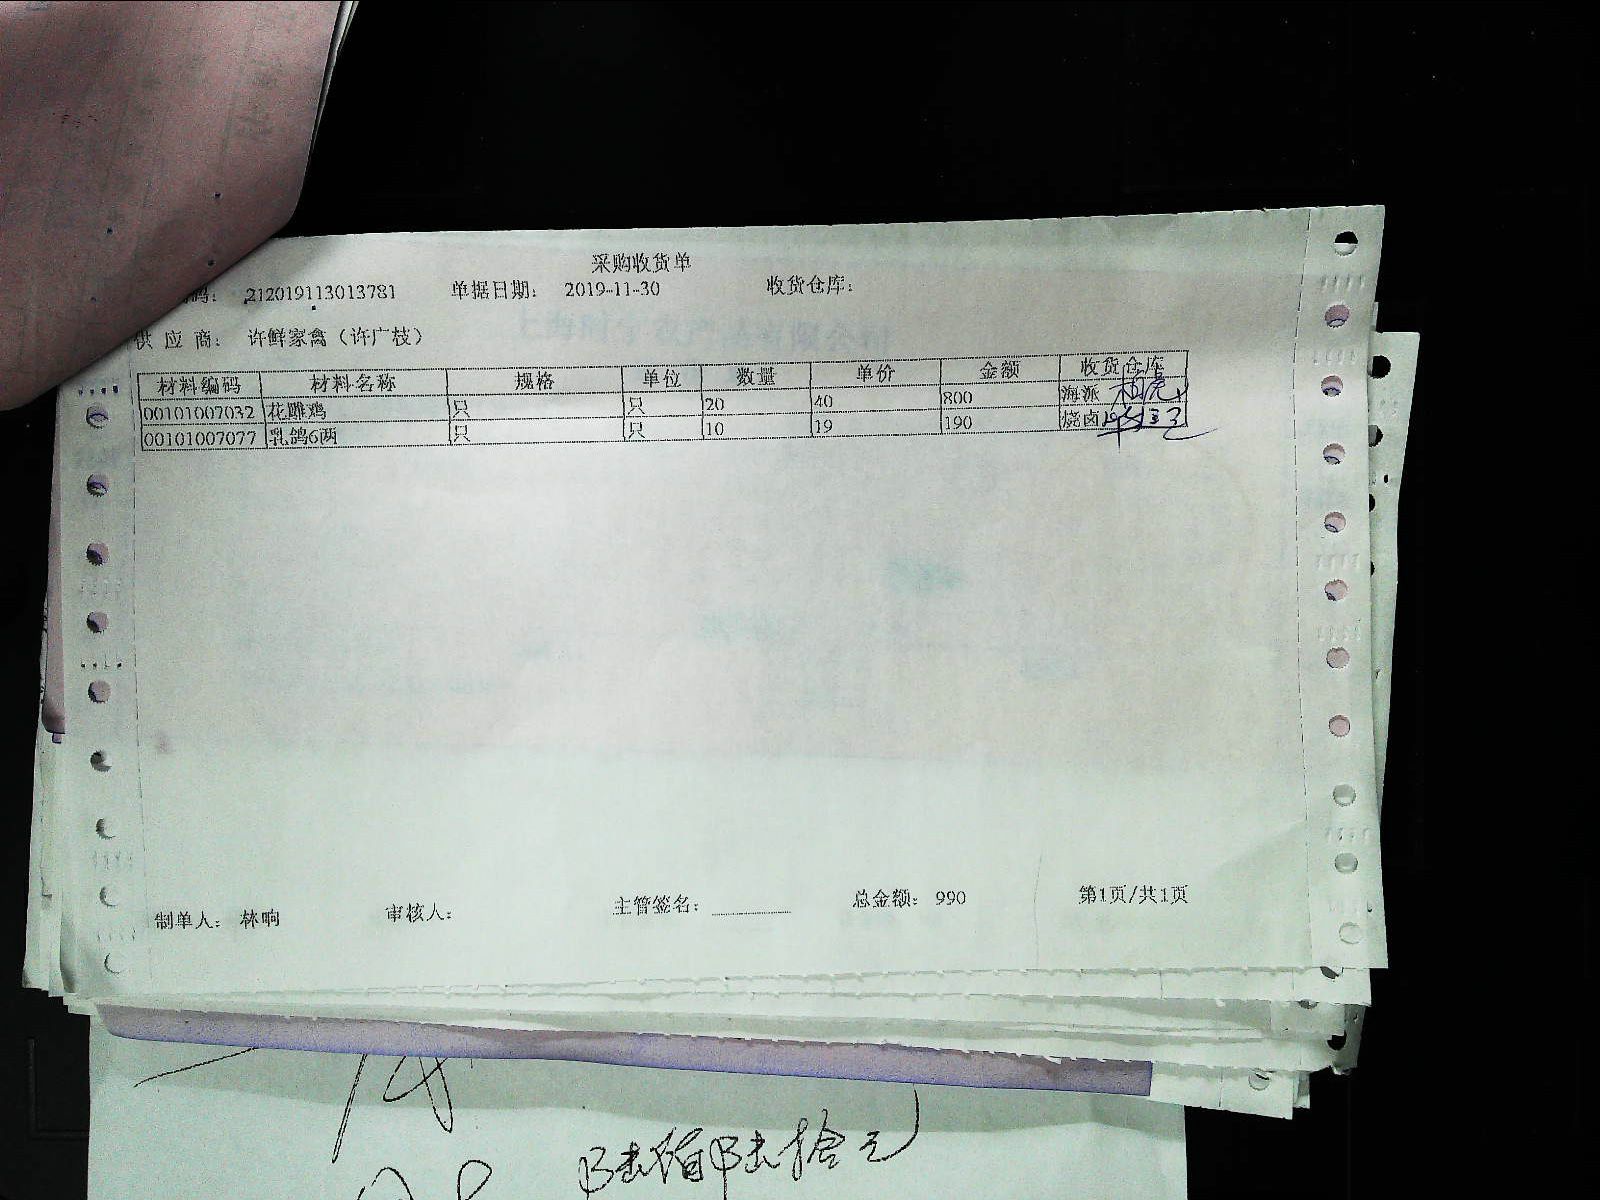 采购收货单
码: 212019113013781 单据日期: 2019-11-30 收货仓库:
供 应 商: 许鲜家禽（许广枝）
材料编码 材料名称 规格 单位 数量 单价 金额 收货仓库
00101007032 花雕鸡 只 只 20 40 800 海派
00101007077 乳鸽6两 只 只 10 19 190 烧卤
制单人: 林响 审核人: 主管签名: 总金额: 990 第1页/共1页